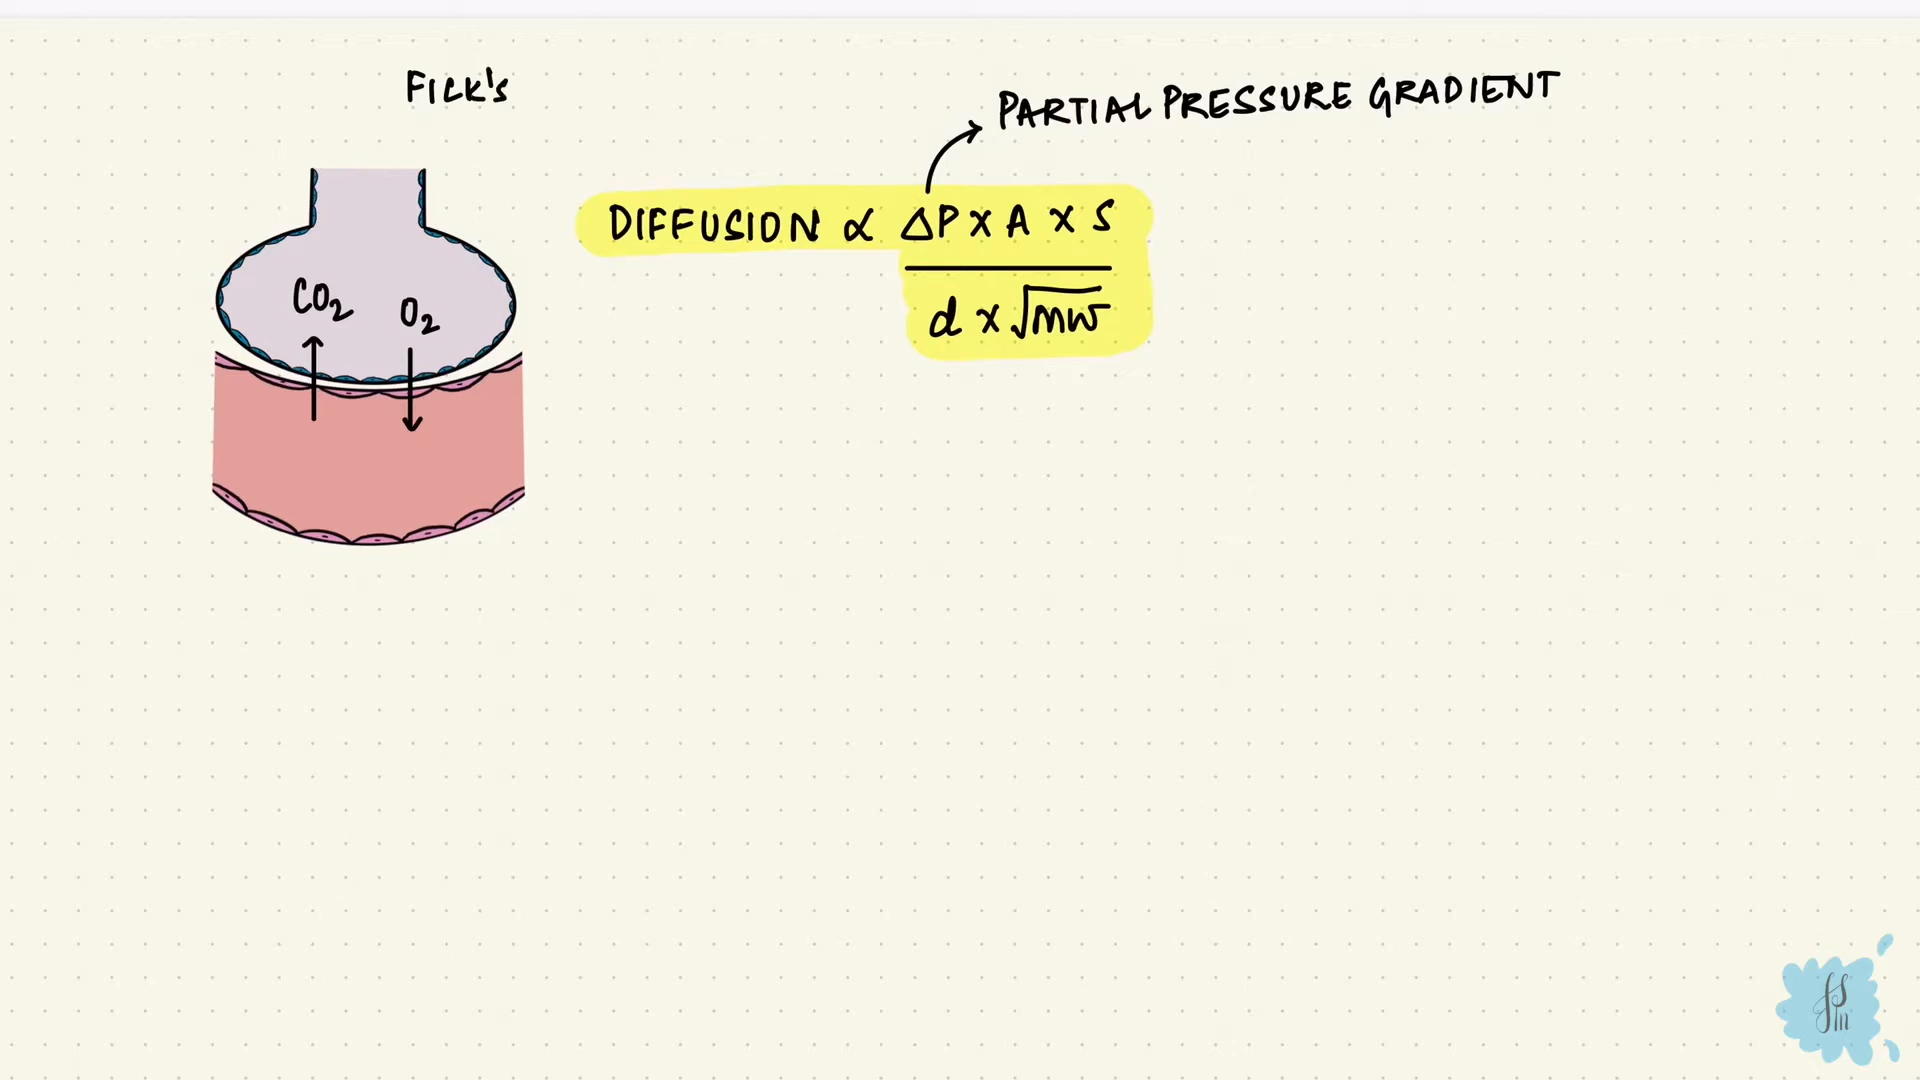 FICK's
PARTIAL PRESSURE GRADIENT
DIFFUSION ∝ ΔP x A x S
d x √mw
CO₂
O₂